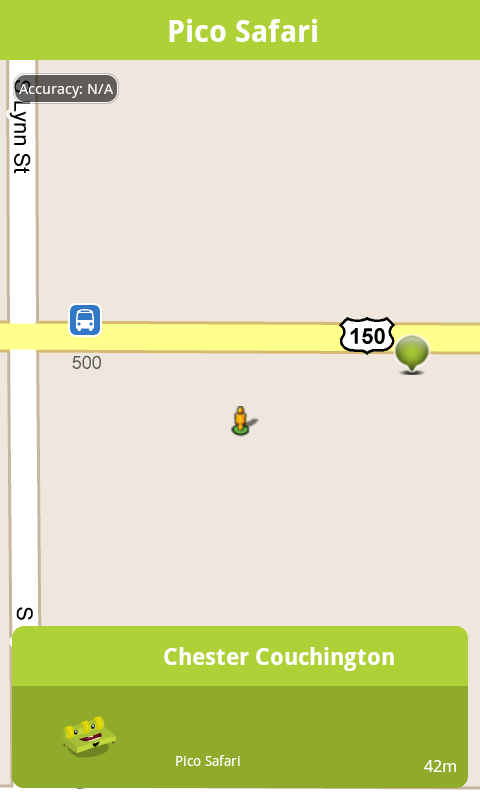 Pico Safari
Accuracy: N/A
S Lynn St
500
150
S
Chester Couchington
Pico Safari
42m